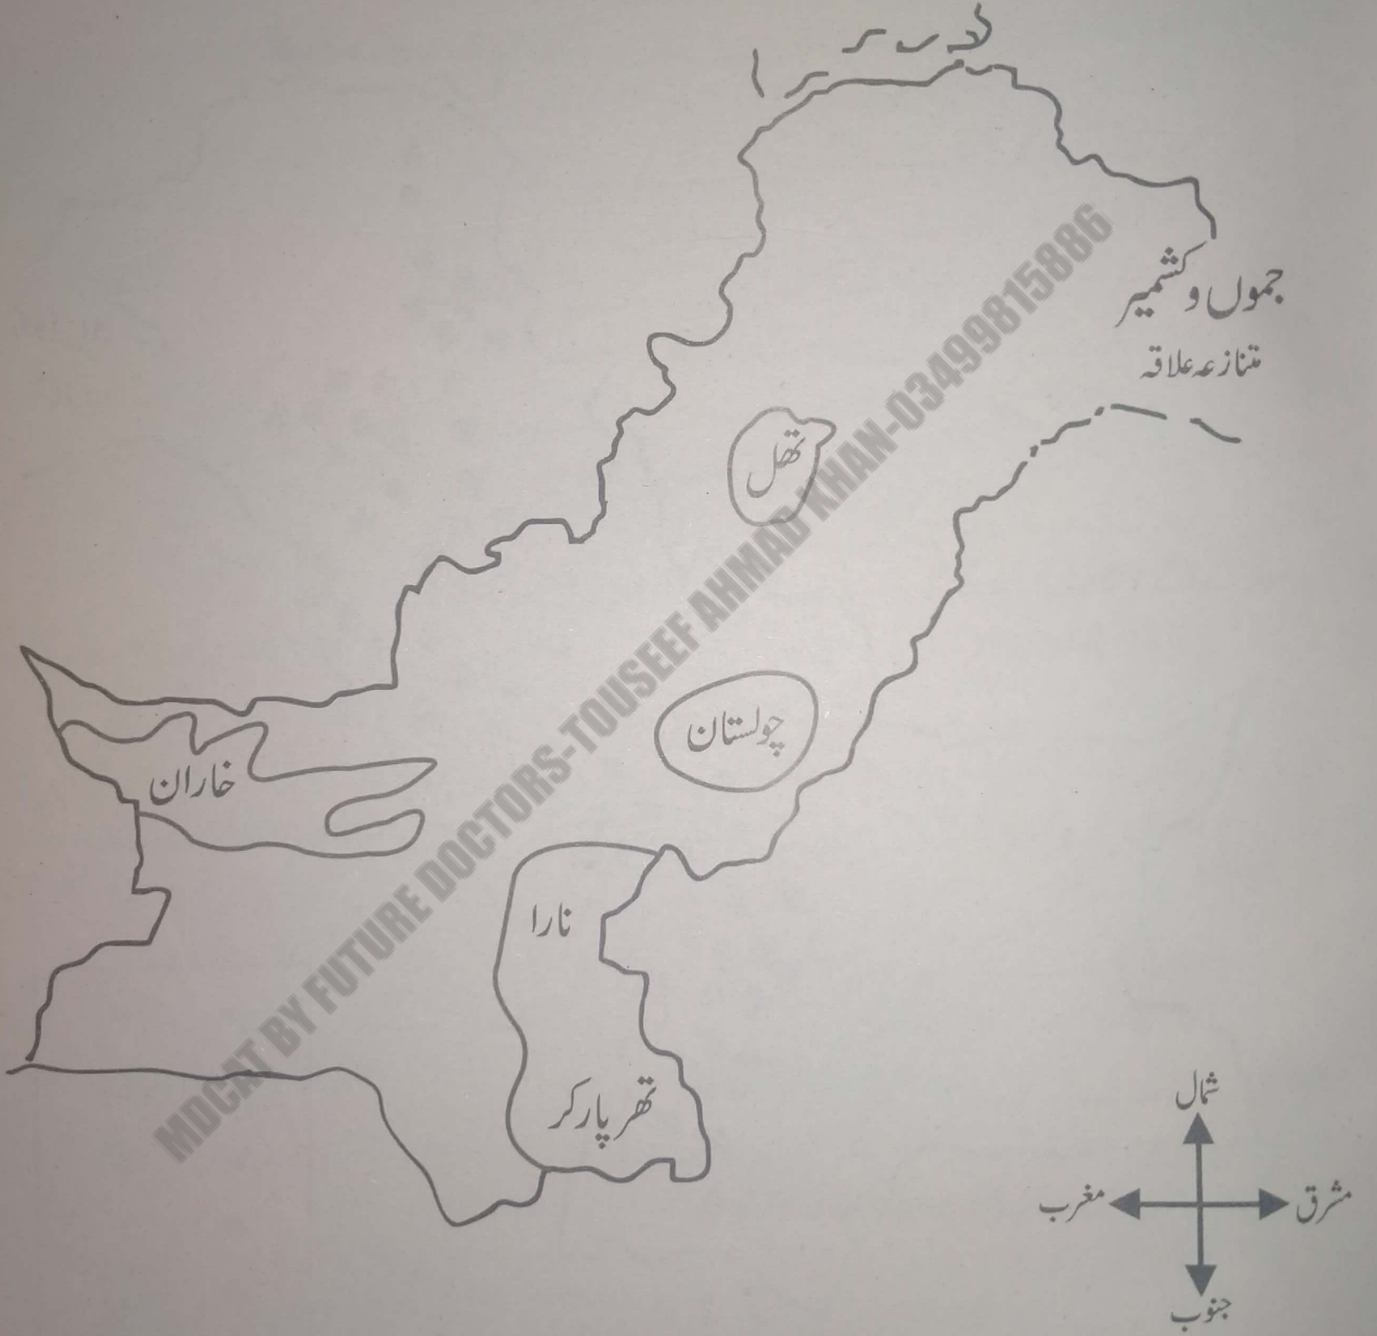 جموں و کشمیر
متنازعہ علاقہ
تھل
چولستان
خاران
نارا
تھرپارکر
شمال
مشرق
مغرب
جنوب
MDCAT BY FUTURE DOCTORS-TOUSEEF AHMAD KHAN-03499815886